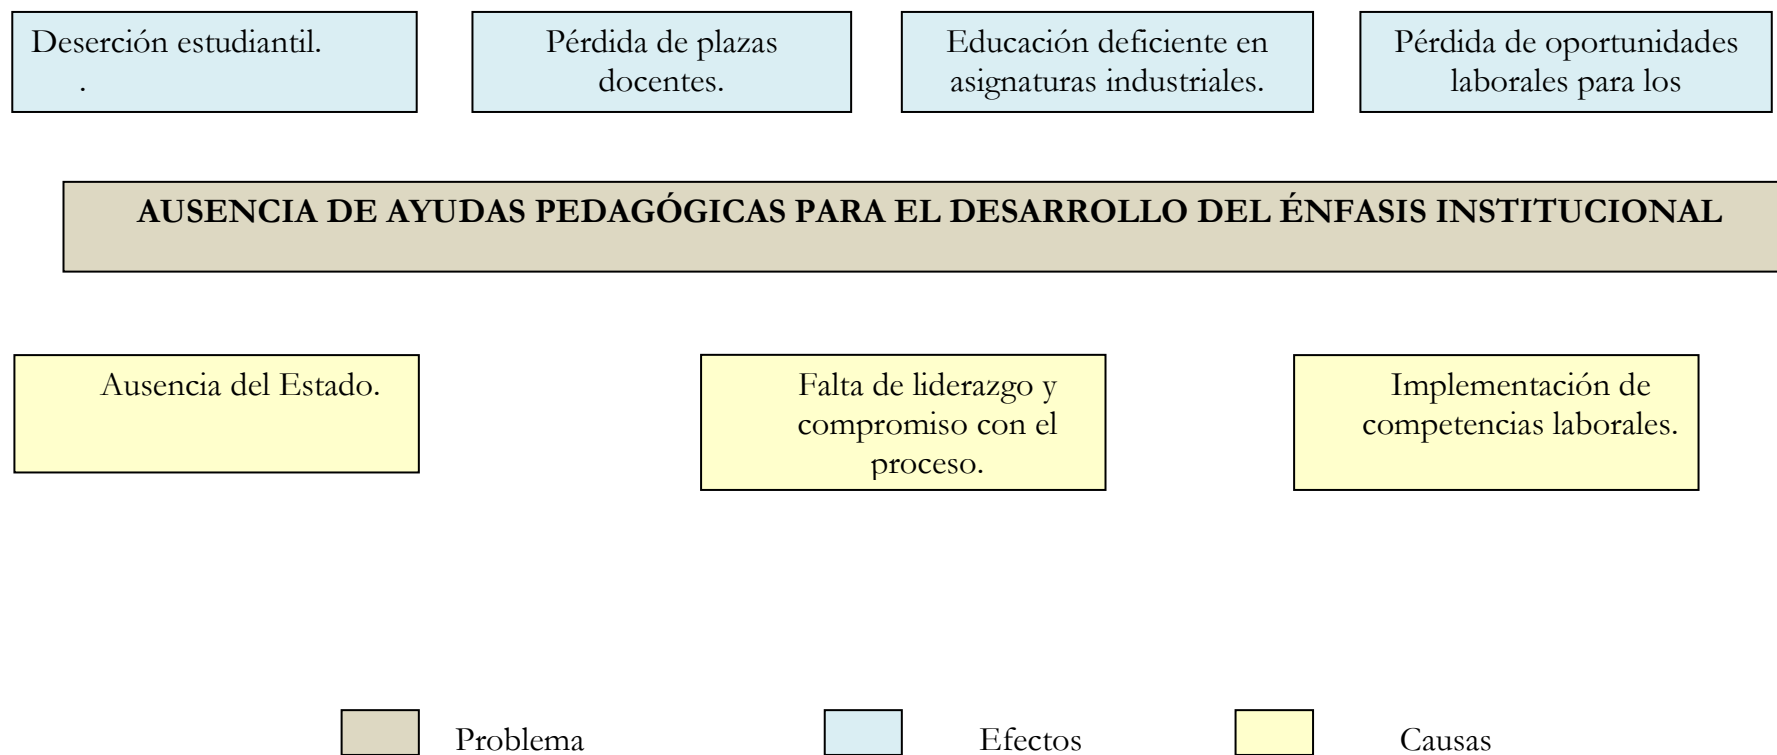 Deserción estudiantil.
.
Pérdida de plazas
docentes.
Educación deficiente en
asignaturas industriales.
Pérdida de oportunidades
laborales para los
AUSENCIA DE AYUDAS PEDAGÓGICAS PARA EL DESARROLLO DEL ÉNFASIS INSTITUCIONAL
Ausencia del Estado.
Falta de liderazgo y
compromiso con el
proceso.
Implementación de
competencias laborales.
Problema
Efectos
Causas